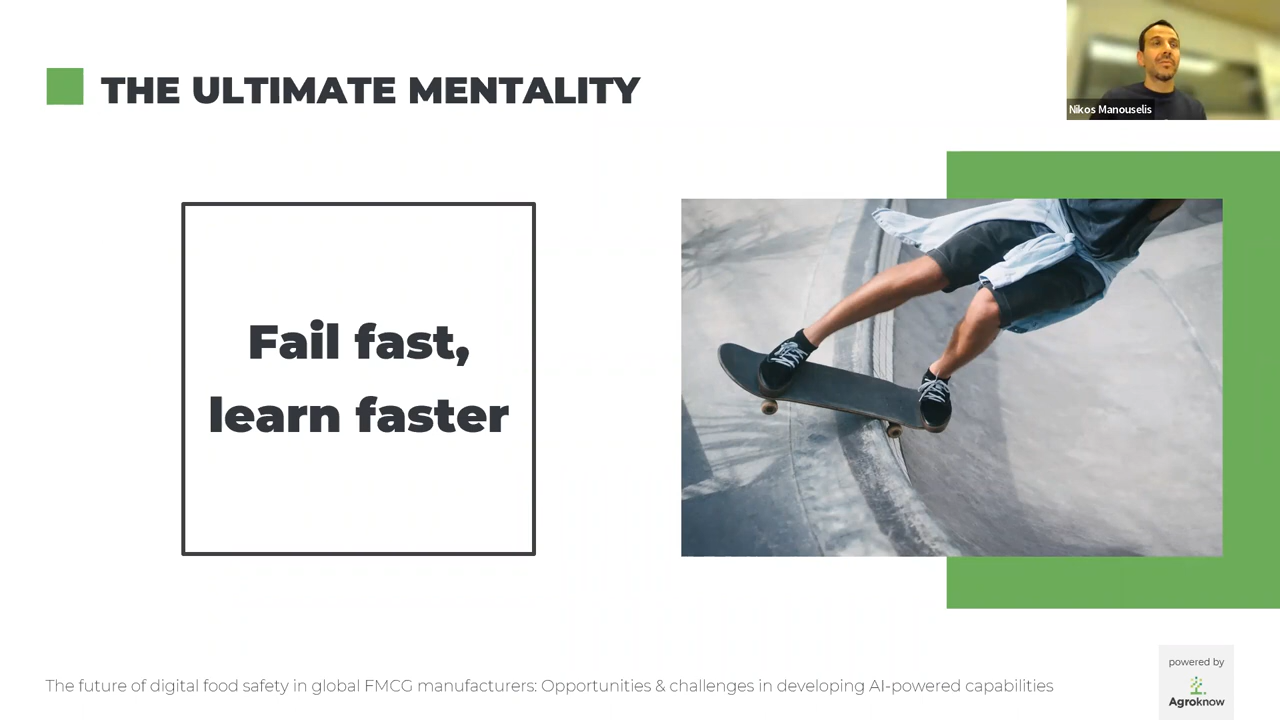 THE ULTIMATE MENTALITY
Nikos Manouselis
Fail fast,
learn faster
The future of digital food safety in global FMCG manufacturers: Opportunities & challenges in developing AI-powered capabilities
powered by
Agroknow